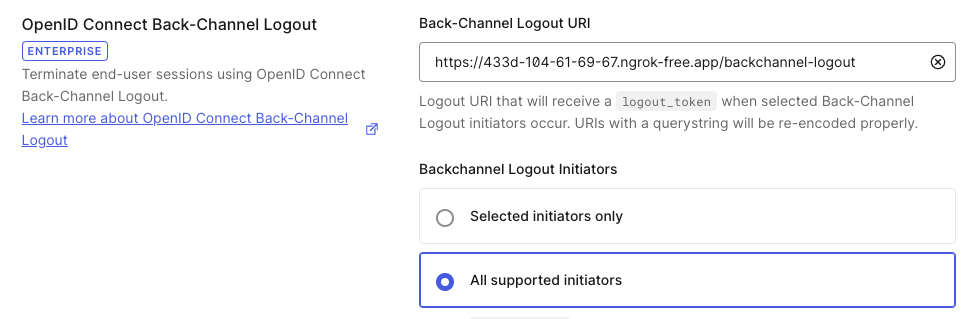 OpenID Connect Back-Channel Logout
ENTERPRISE
Terminate end-user sessions using OpenID Connect
Back-Channel Logout.
Learn more about OpenID Connect Back-Channel
Logout
Back-Channel Logout URI
https://433d-104-61-69-67.ngrok-free.app/backchannel-logout
Logout URI that will receive a logout_token when selected Back-Channel
Logout initiators occur. URIs with a querystring will be re-encoded properly.
Backchannel Logout Initiators
Selected initiators only
All supported initiators